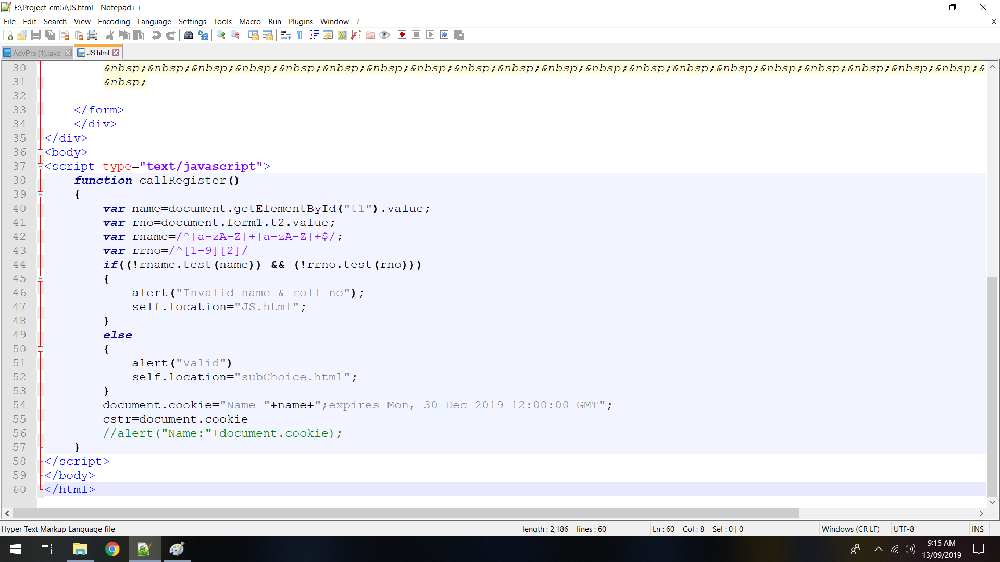 F:\Project_cm5i\JS.html - Notepad++
File Edit Search View Encoding Language Settings Tools Macro Run Plugins Window ? X
AdvPro (1).java JS.html
30 &nbsp;&nbsp;&nbsp;&nbsp;&nbsp;&nbsp;&nbsp;&nbsp;&nbsp;&nbsp;&nbsp;&nbsp;&nbsp;&nbsp;&nbsp;&nbsp;&nbsp;&nbsp;&nbsp;&nbsp;&
31 &nbsp;
32
33 </form>
34 </div>
35 </div>
36 <body>
37 <script type="text/javascript">
38 function callRegister()
39 {
40 var name=document.getElementById("t1").value;
41 var rno=document.form1.t2.value;
42 var rname=/^[a-zA-Z]+[a-zA-Z]+$/;
43 var rrno=/^[1-9][2]/
44 if((!rname.test(name)) && (!rrno.test(rno)))
45 {
46 alert("Invalid name & roll no");
47 self.location="JS.html";
48 }
49 else
50 {
51 alert("Valid")
52 self.location="subChoice.html";
53 }
54 document.cookie="Name="+name+";expires=Mon, 30 Dec 2019 12:00:00 GMT";
55 cstr=document.cookie
56 //alert("Name:"+document.cookie);
57 }
58 </script>
59 </body>
60 </html>
Hyper Text Markup Language file length : 2,186 lines : 60 Ln : 60 Col : 8 Sel : 0 | 0 Windows (CR LF) UTF-8 INS
9:15 AM
13/09/2019